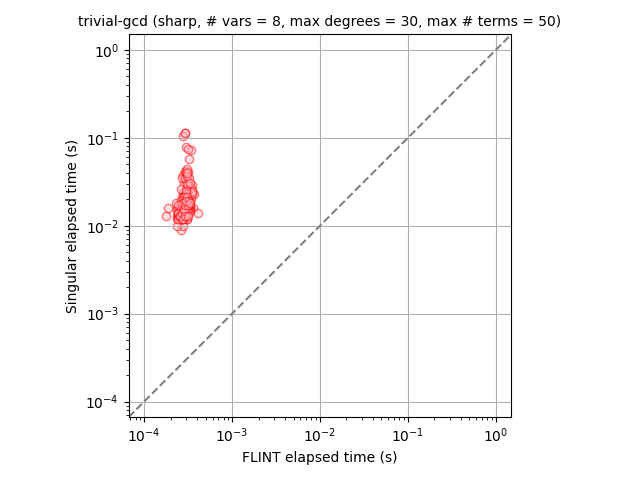 trivial-gcd (sharp, # vars = 8, max degrees = 30, max # terms = 50)
Singular elapsed time (s)
10⁰
10⁻¹
10⁻²
10⁻³
10⁻⁴
10⁻⁴ 10⁻³ 10⁻² 10⁻¹ 10⁰
FLINT elapsed time (s)